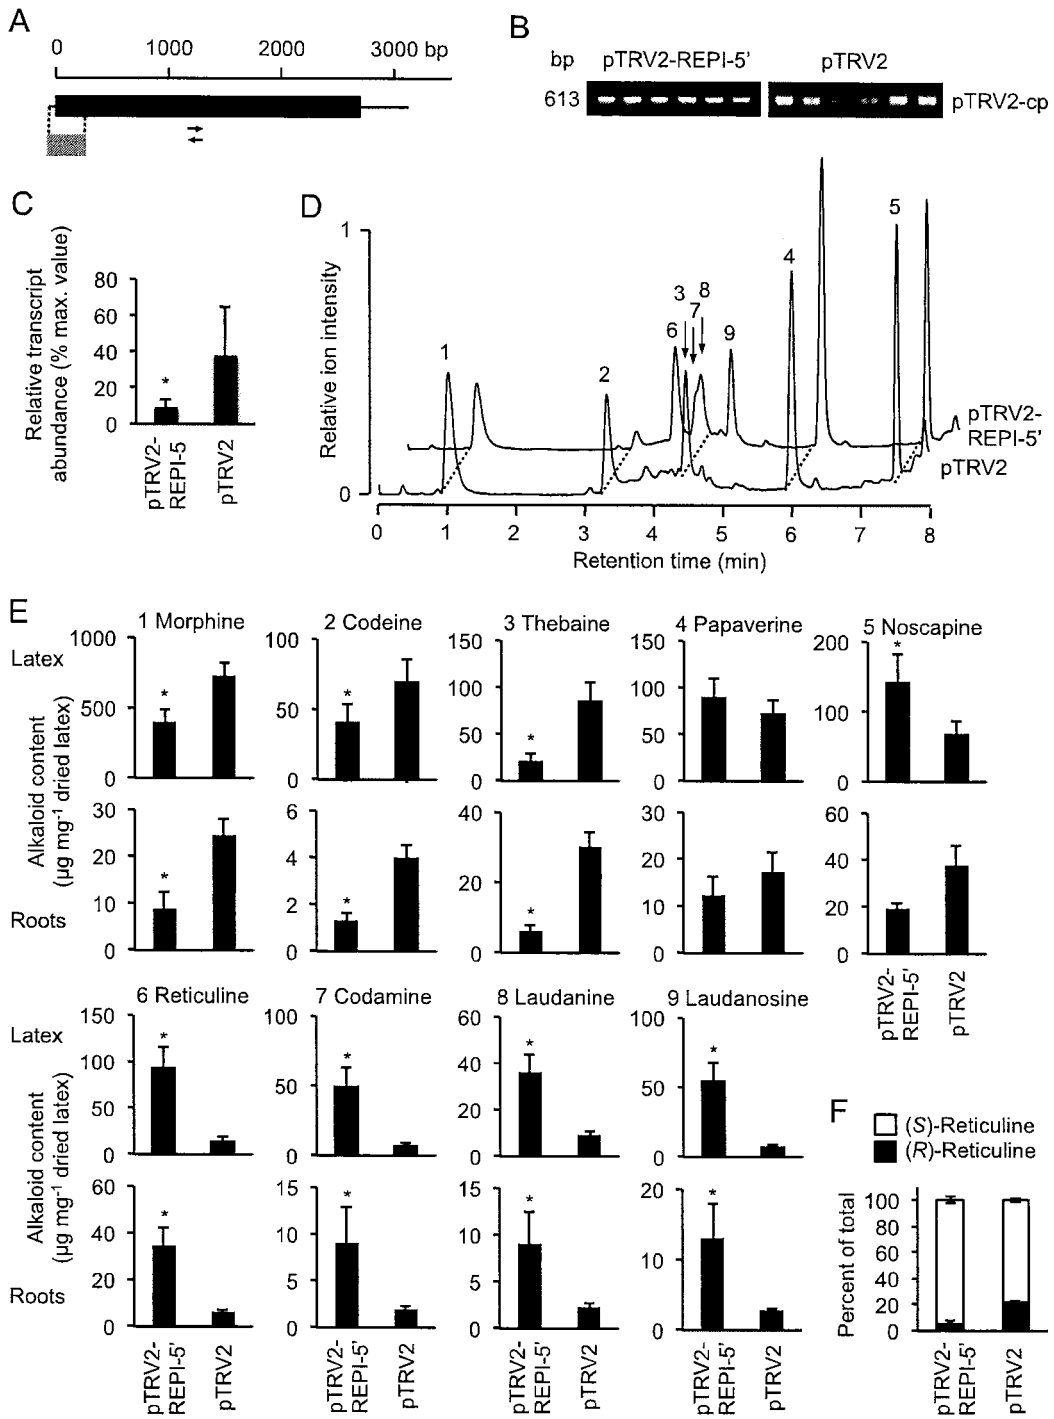 A
0 1000 2000 3000 bp
B
bp pTRV2-REPI-5' pTRV2
613 pTRV2-cp
C
Relative transcript
abundance (% max. value)
80
60
40
20
0
*
pTRV2-
REPI-5
pTRV2
D
Relative ion intensity
1
0
1 2 6 3 7 8 9 4 5
pTRV2-
REPI-5'
pTRV2
0 1 2 3 4 5 6 7 8
Retention time (min)
E
Latex
Alkaloid content
(µg mg⁻¹ dried latex)
Roots
1 Morphine
1000
500
0
*
30
20
10
0
*
2 Codeine
100
50
0
*
6
4
2
0
*
3 Thebaine
150
100
50
0
*
40
20
0
*
4 Papaverine
150
100
50
0
30
20
10
0
5 Noscapine
200
100
0
*
60
40
20
0
pTRV2-
REPI-5'
pTRV2
Latex
Alkaloid content
(µg mg⁻¹ dried latex)
Roots
6 Reticuline
150
100
50
0
*
60
40
20
0
*
pTRV2-
REPI-5'
pTRV2
7 Codamine
100
50
0
*
15
10
5
0
*
pTRV2-
REPI-5'
pTRV2
8 Laudanine
60
40
20
0
*
15
10
5
0
*
pTRV2-
REPI-5'
pTRV2
9 Laudanosine
100
50
0
*
20
10
0
*
pTRV2-
REPI-5'
pTRV2
F
(S)-Reticuline
(R)-Reticuline
Percent of total
100
80
60
40
20
0
pTRV2-
REPI-5'
pTRV2